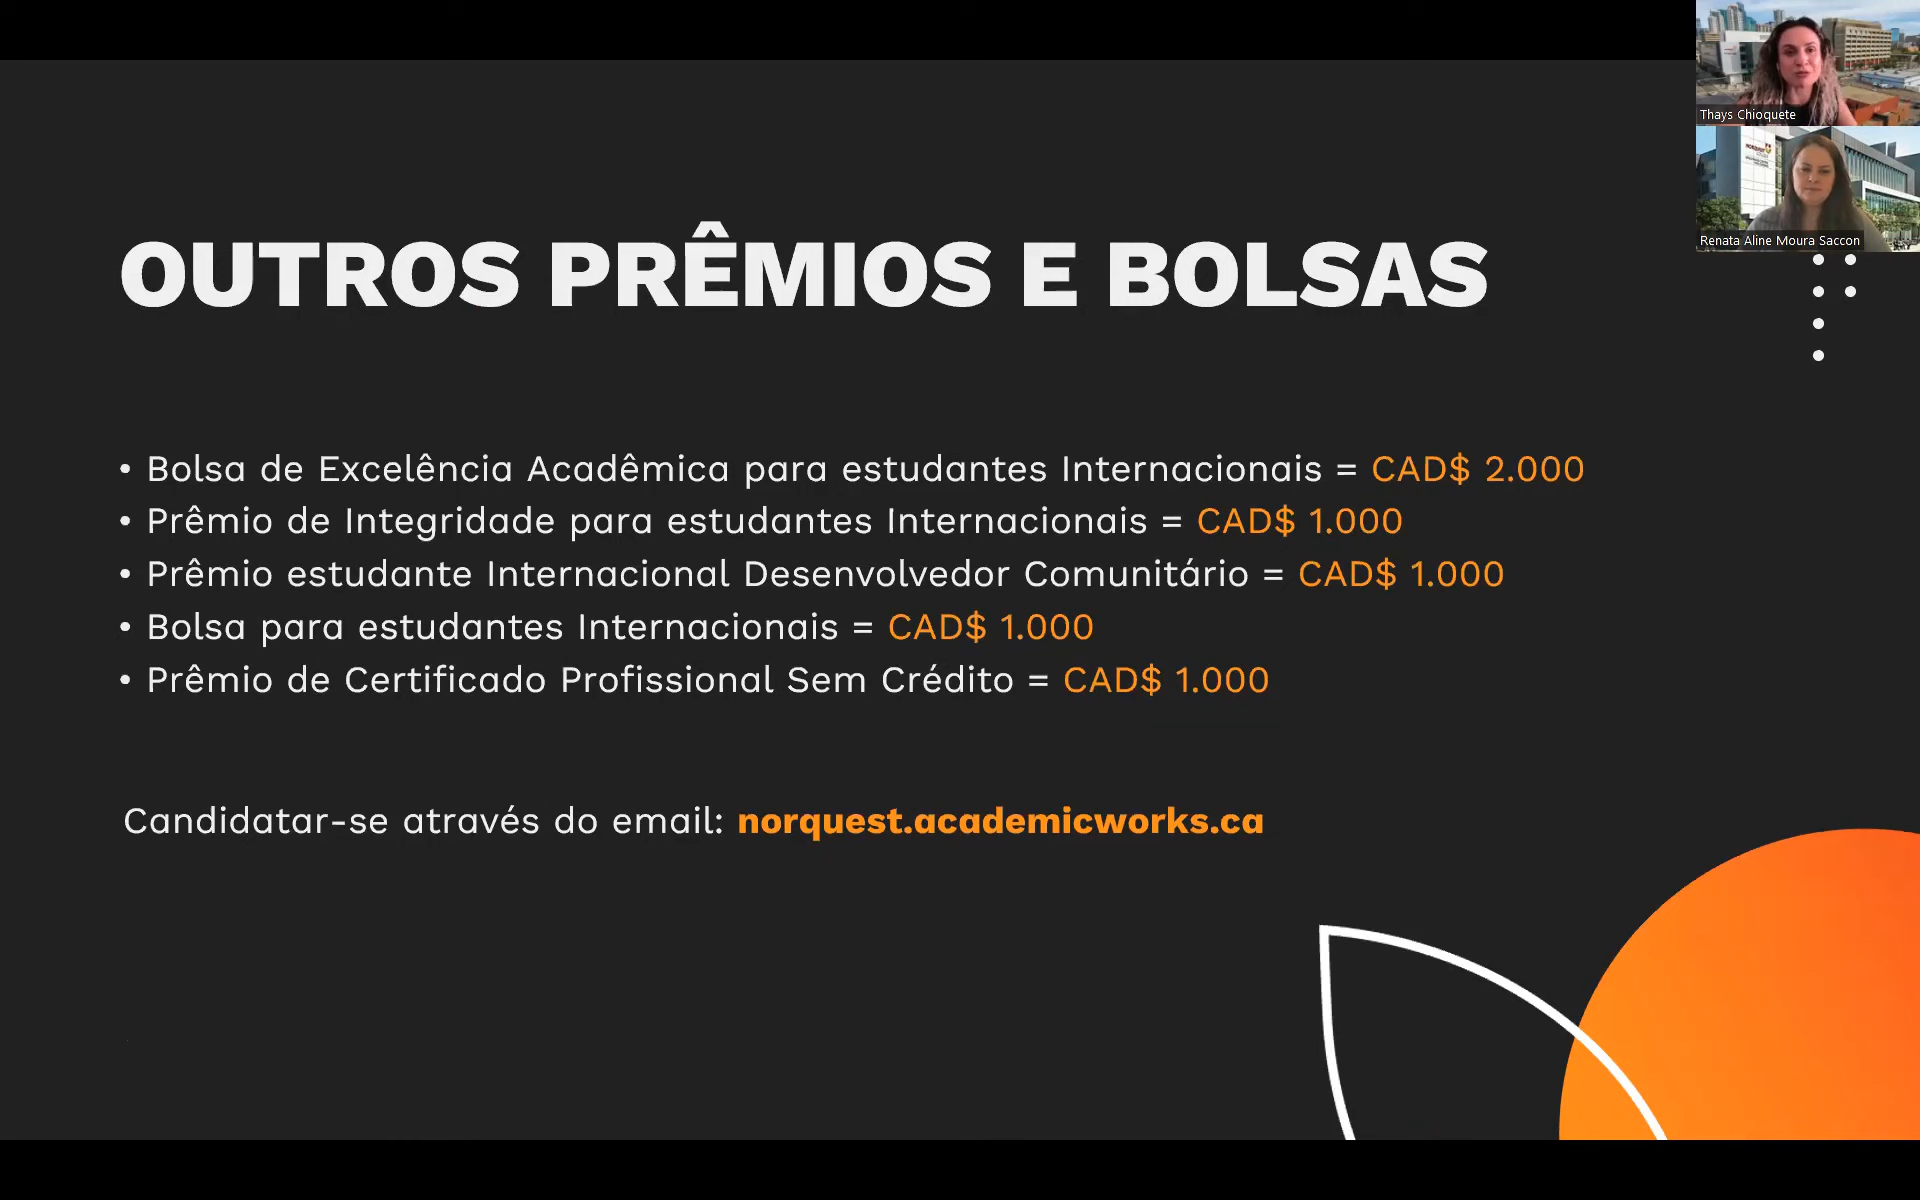 OUTROS PRÊMIOS E BOLSAS
• Bolsa de Excelência Acadêmica para estudantes Internacionais = CAD$ 2.000
• Prêmio de Integridade para estudantes Internacionais = CAD$ 1.000
• Prêmio estudante Internacional Desenvolvedor Comunitário = CAD$ 1.000
• Bolsa para estudantes Internacionais = CAD$ 1.000
• Prêmio de Certificado Profissional Sem Crédito = CAD$ 1.000
Candidatar-se através do email: norquest.academicworks.ca
Thays Chioquete
NORQUEST
Renata Aline Moura Saccon